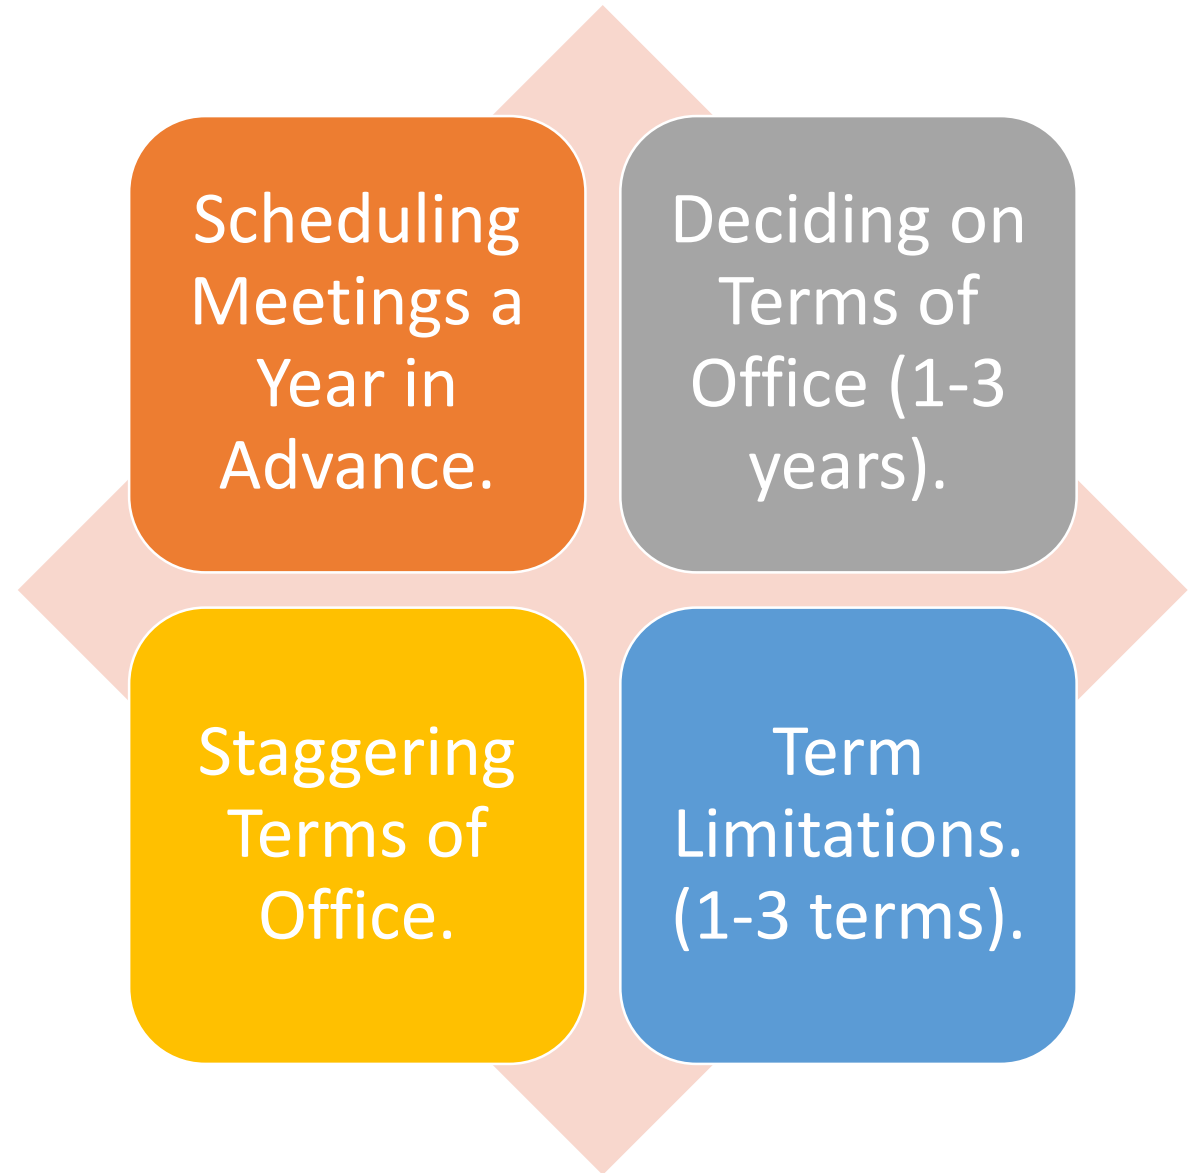 Scheduling
Meetings a
Year in
Advance.
Deciding on
Terms of
Office (1-3
years).
Staggering
Terms of
Office.
Term
Limitations.
(1-3 terms).